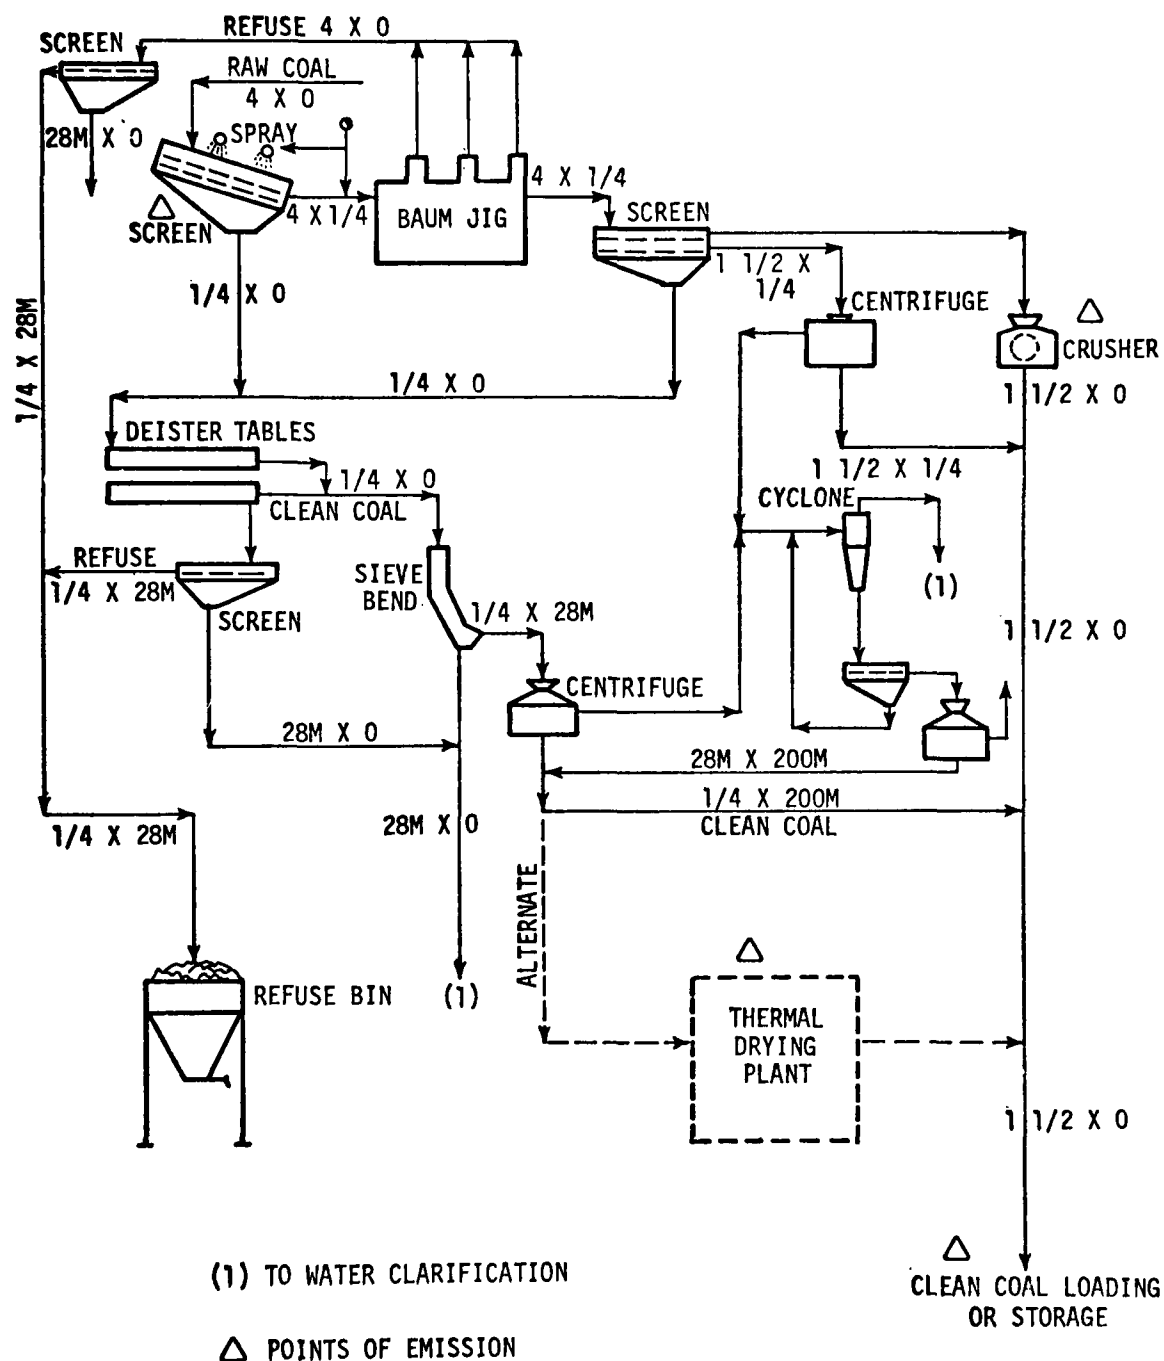 REFUSE 4 X 0
SCREEN
RAW COAL
4 X 0
28M X 0
SPRAY
4 X 1/4
BAUM JIG
4 X 1/4
SCREEN
SCREEN
1 1/2 X
1/4
1/4 X 0
CENTRIFUGE
CRUSHER
1/4 X 28M
1/4 X 0
1 1/2 X 0
DEISTER TABLES
1/4 X 0
CLEAN COAL
1 1/2 X 1/4
CYCLONE
REFUSE
1/4 X 28M
SCREEN
SIEVE
BEND
1/4 X 28M
(1)
1 1/2 X 0
CENTRIFUGE
28M X 0
28M X 200M
1/4 X 200M
CLEAN COAL
1/4 X 28M
28M X 0
ALTERNATE
REFUSE BIN
(1)
THERMAL
DRYING
PLANT
1 1/2 X 0
(1) TO WATER CLARIFICATION
CLEAN COAL LOADING
OR STORAGE
△ POINTS OF EMISSION